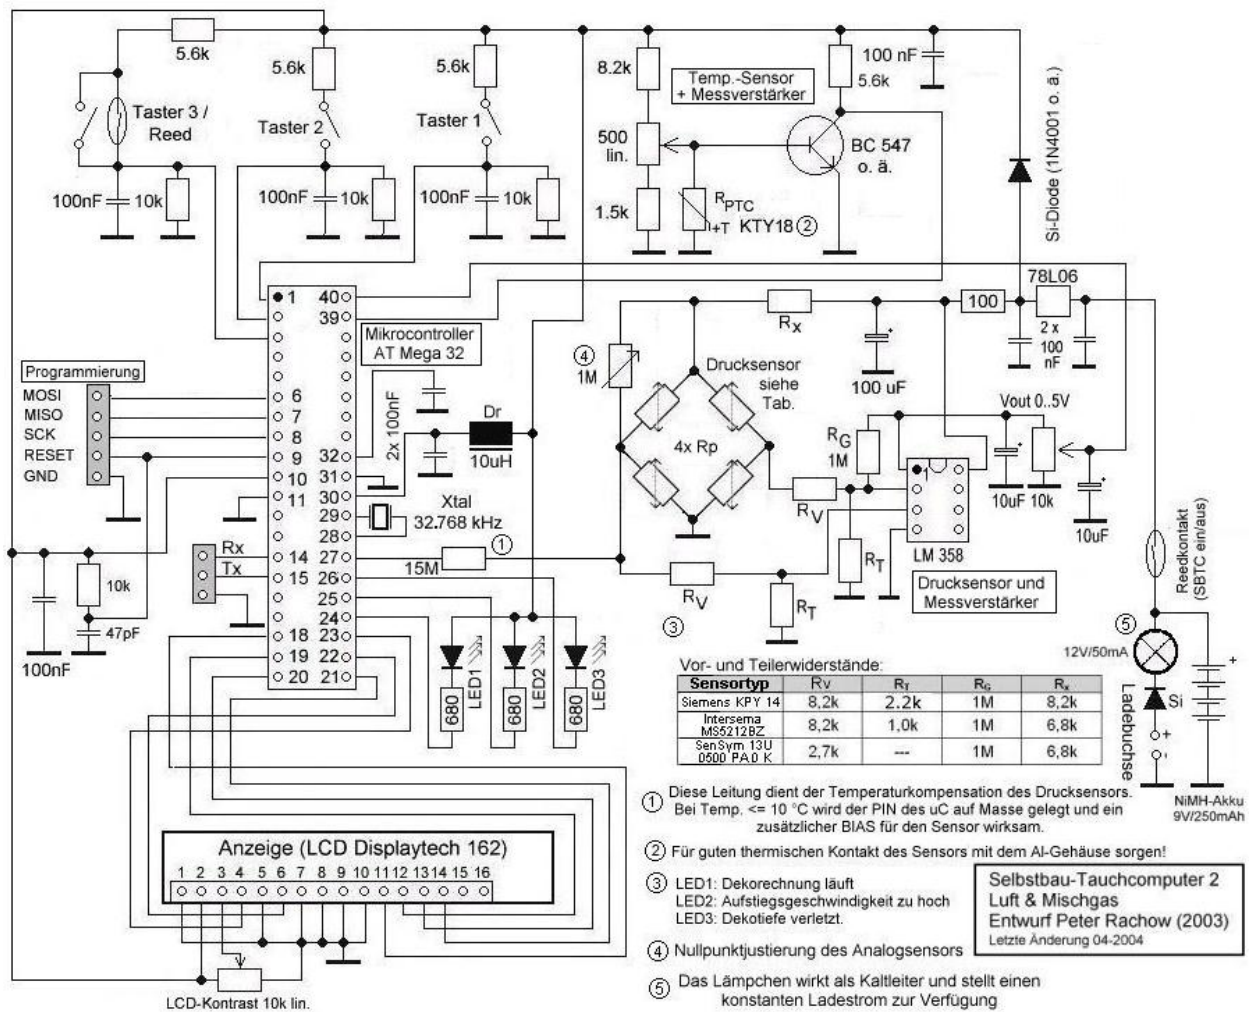 5.6k
5.6k
5.6k
8.2k
Temp.-Sensor
+ Messverstärker
100 nF
5.6k
Taster 3 /
Reed
Taster 2
Taster 1
500
lin.
BC 547
o. ä.
Si-Diode (1N4001 o. ä.)
100nF
10k
100nF
10k
100nF
10k
1.5k
RPTC
+T
KTY18
2
1
40
39
Mikrocontroller
AT Mega 32
78L06
100
2 x
100
nF
Rx
4
1M
Drucksensor
siehe
Tab.
100 uF
Programmierung
MOSI
MISO
SCK
RESET
GND
6
7
8
9
10
11
32
31
30
29
28
2x 100nF
Dr
10uH
4x Rp
RG
1M
Vout 0..5V
1
10uF
10k
10uF
Xtal
32.768 kHz
RV
LM 358
Rx
Tx
14
15
27
26
25
24
15M
1
RV
RT
RT
Drucksensor und
Messverstärker
Reedkontakt
(SBTC ein/aus)
10k
47pF
100nF
18
19
20
23
22
21
680
LED1
680
LED2
680
LED3
3
5
12V/50mA
Si
+
+
-
Ladebuchse
NiMH-Akku
9V/250mAh
Vor- und Teilerwiderstände:
Sensortyp RV RT RG Rx
Siemens KPY 14 8,2k 2.2k 1M 8,2k
Intersema
MS5212BZ 8,2k 1,0k 1M 6,8k
SenSym 13U
0500 PA0 K 2,7k --- 1M 6,8k
1 Diese Leitung dient der Temperaturkompensation des Drucksensors.
Bei Temp. <= 10 °C wird der PIN des uC auf Masse gelegt und ein
zusätzlicher BIAS für den Sensor wirksam.
2 Für guten thermischen Kontakt des Sensors mit dem Al-Gehäuse sorgen!
3 LED1: Dekorechnung läuft
LED2: Aufstiegsgeschwindigkeit zu hoch
LED3: Dekotiefe verletzt.
4 Nullpunktjustierung des Analogsensors
5 Das Lämpchen wirkt als Kaltleiter und stellt einen
konstanten Ladestrom zur Verfügung
Selbstbau-Tauchcomputer 2
Luft & Mischgas
Entwurf Peter Rachow (2003)
Letzte Änderung 04-2004
Anzeige (LCD Displaytech 162)
1 2 3 4 5 6 7 8 9 10 11 12 13 14 15 16
LCD-Kontrast 10k lin.